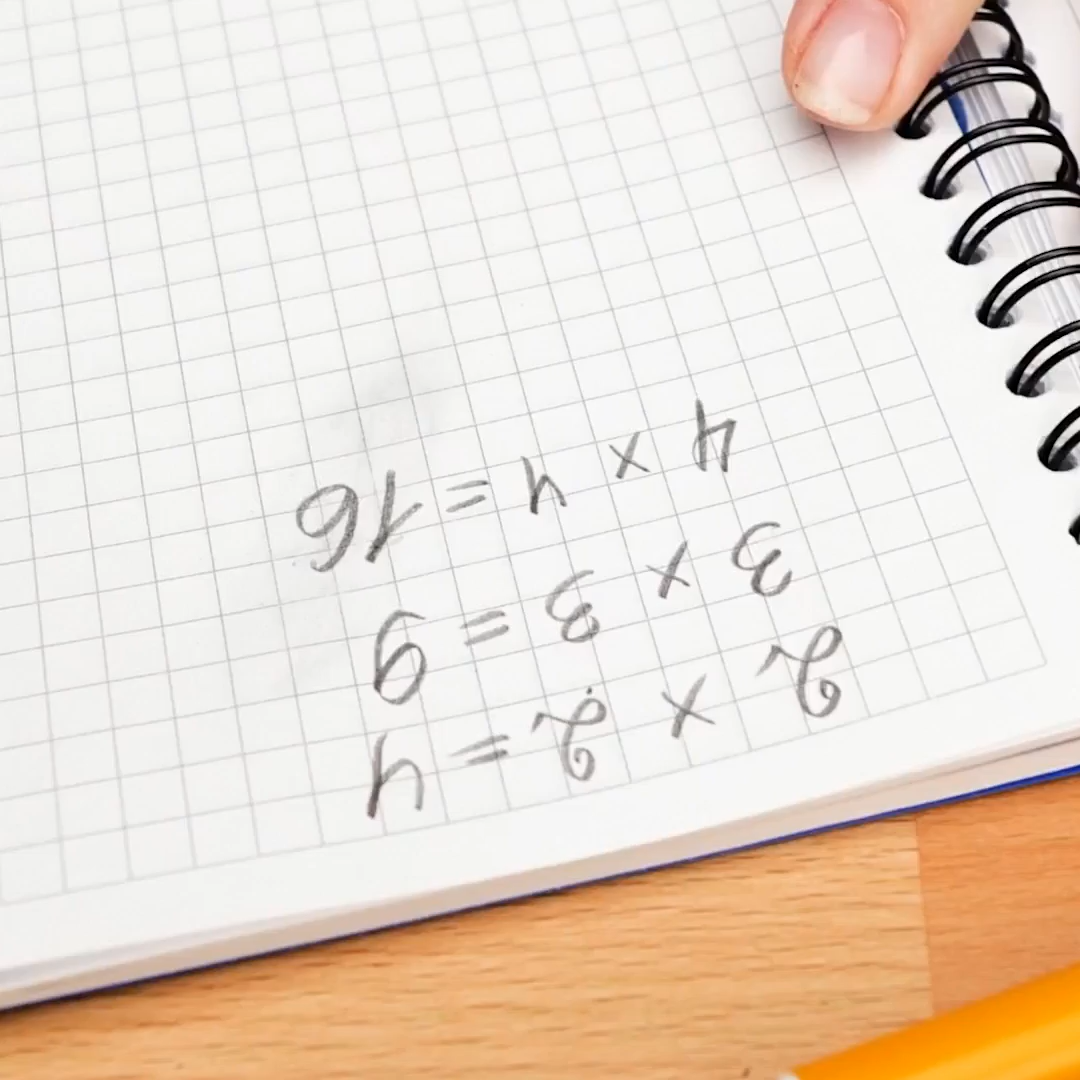 2 x 2 = 4
3 x 3 = 9
4 x 4 = 16